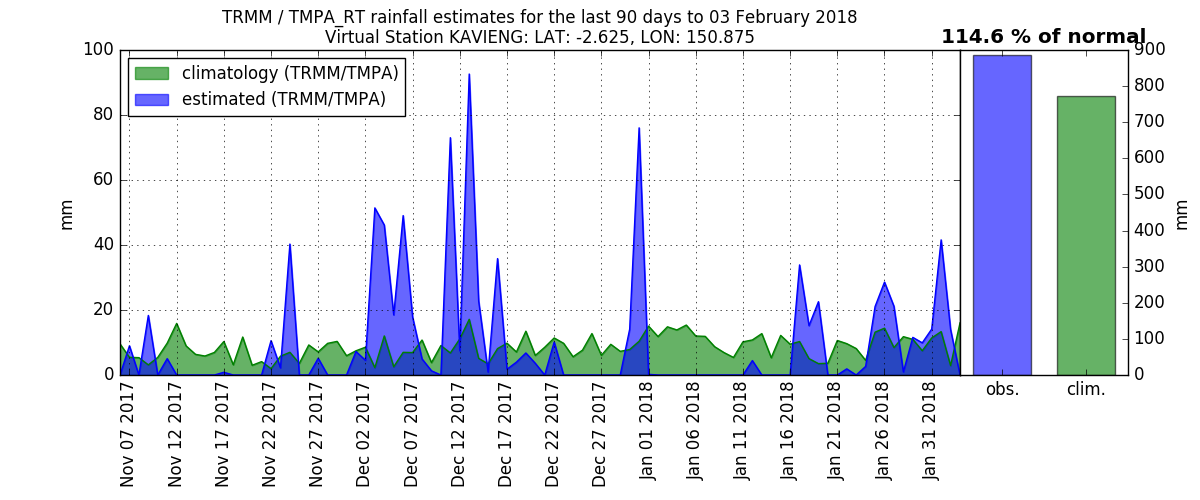 TRMM / TMPA_RT rainfall estimates for the last 90 days to 03 February 2018
Virtual Station KAVIENG: LAT: -2.625, LON: 150.875
114.6 % of normal
climatology (TRMM/TMPA)
estimated (TRMM/TMPA)
mm
100
80
60
40
20
0
Nov 07 2017
Nov 12 2017
Nov 17 2017
Nov 22 2017
Nov 27 2017
Dec 02 2017
Dec 07 2017
Dec 12 2017
Dec 17 2017
Dec 22 2017
Dec 27 2017
Jan 01 2018
Jan 06 2018
Jan 11 2018
Jan 16 2018
Jan 21 2018
Jan 26 2018
Jan 31 2018
obs.
clim.
900
800
700
600
500
400
300
200
100
0
mm